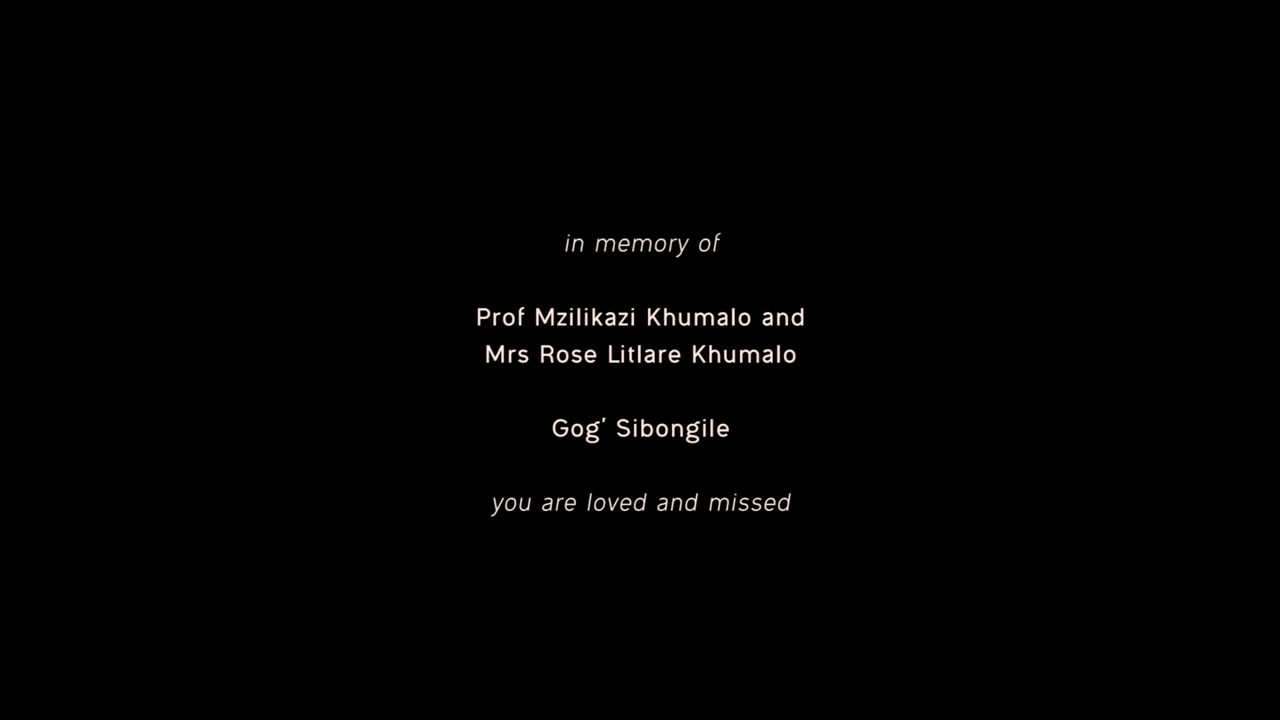 in memory of
Prof Mzilikazi Khumalo and
Mrs Rose Litlare Khumalo
Gog' Sibongile
you are loved and missed